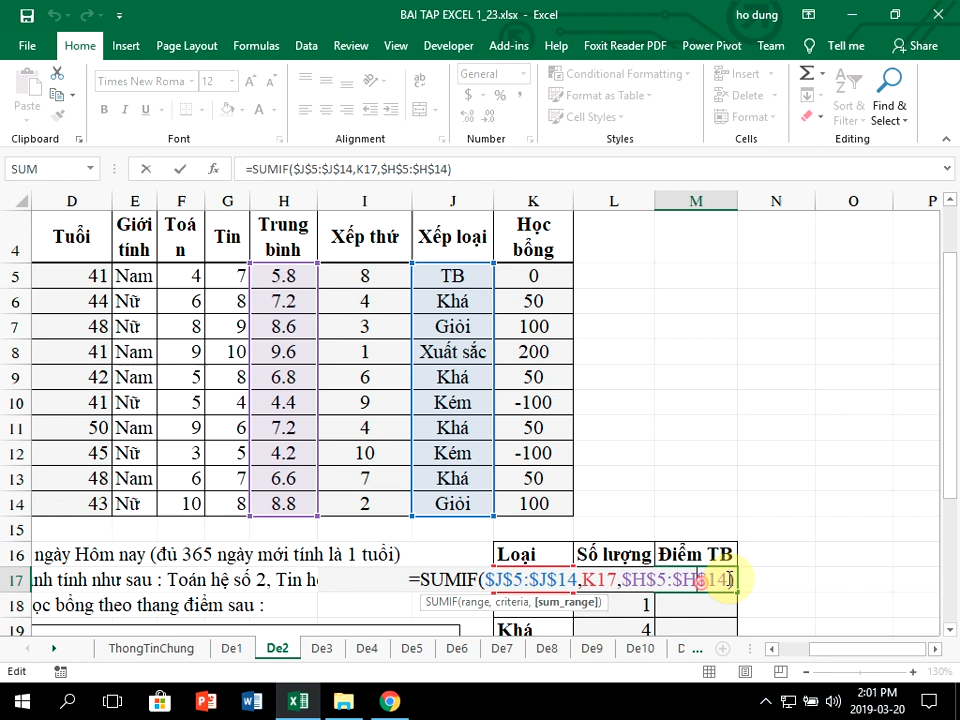 BAI TAP EXCEL 1_23.xlsx - Excel
ho dung
File Home Insert Page Layout Formulas Data Review View Developer Add-ins Help Foxit Reader PDF Power Pivot Team Tell me Share
Paste
Times New Roma 12
B I U
General
$ % ,
Conditional Formatting
Format as Table
Cell Styles
Insert
Delete
Format
Sort & Filter
Find & Select
Clipboard Font Alignment Number Styles Cells Editing
SUM =SUMIF($J$5:$J$14,K17,$H$5:$H$14)
D E F G H I J K L M N O P
4 Tuổi Giới tính Toán Tin Trung bình Xếp thứ Xếp loại Học bổng
5 41 Nam 4 7 5.8 8 TB 0
6 44 Nữ 6 8 7.2 4 Khá 50
7 48 Nữ 8 9 8.6 3 Giỏi 100
8 41 Nam 9 10 9.6 1 Xuất sắc 200
9 42 Nam 5 8 6.8 6 Khá 50
10 41 Nữ 5 4 4.4 9 Kém -100
11 50 Nam 9 6 7.2 4 Khá 50
12 45 Nữ 3 5 4.2 10 Kém -100
13 48 Nam 6 7 6.6 7 Khá 50
14 43 Nữ 10 8 8.8 2 Giỏi 100
15
16 ngày Hôm nay (đủ 365 ngày mới tính là 1 tuổi) Loại Số lượng Điểm TB
17 nh tính như sau : Toán hệ số 2, Tin h =SUMIF($J$5:$J$14,K17,$H$5:$H$14)
SUMIF(range, criteria, [sum_range])
18 ọc bổng theo thang điểm sau : 1
19 Khá 4
ThongTinChung De1 De2 De3 De4 De5 De6 De7 De8 De9 De10 D ...
Edit 130%
2:01 PM
2019-03-20